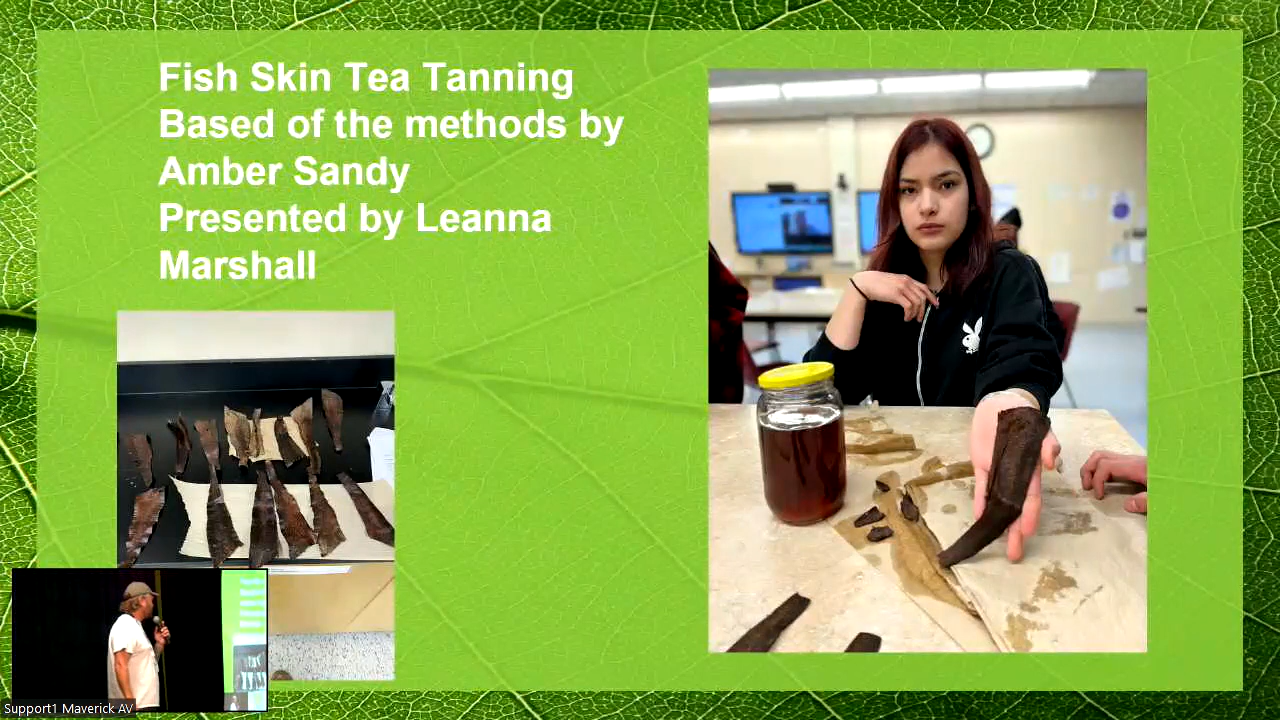 Fish Skin Tea Tanning
Based of the methods by
Amber Sandy
Presented by Leanna
Marshall
Support1 Maverick AV